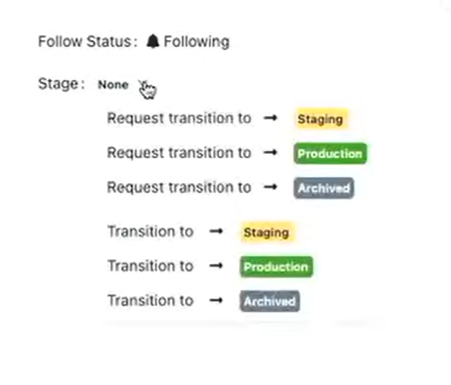 Follow Status: Following
Stage: None
Request transition to → Staging
Request transition to → Production
Request transition to → Archived
Transition to → Staging
Transition to → Production
Transition to → Archived